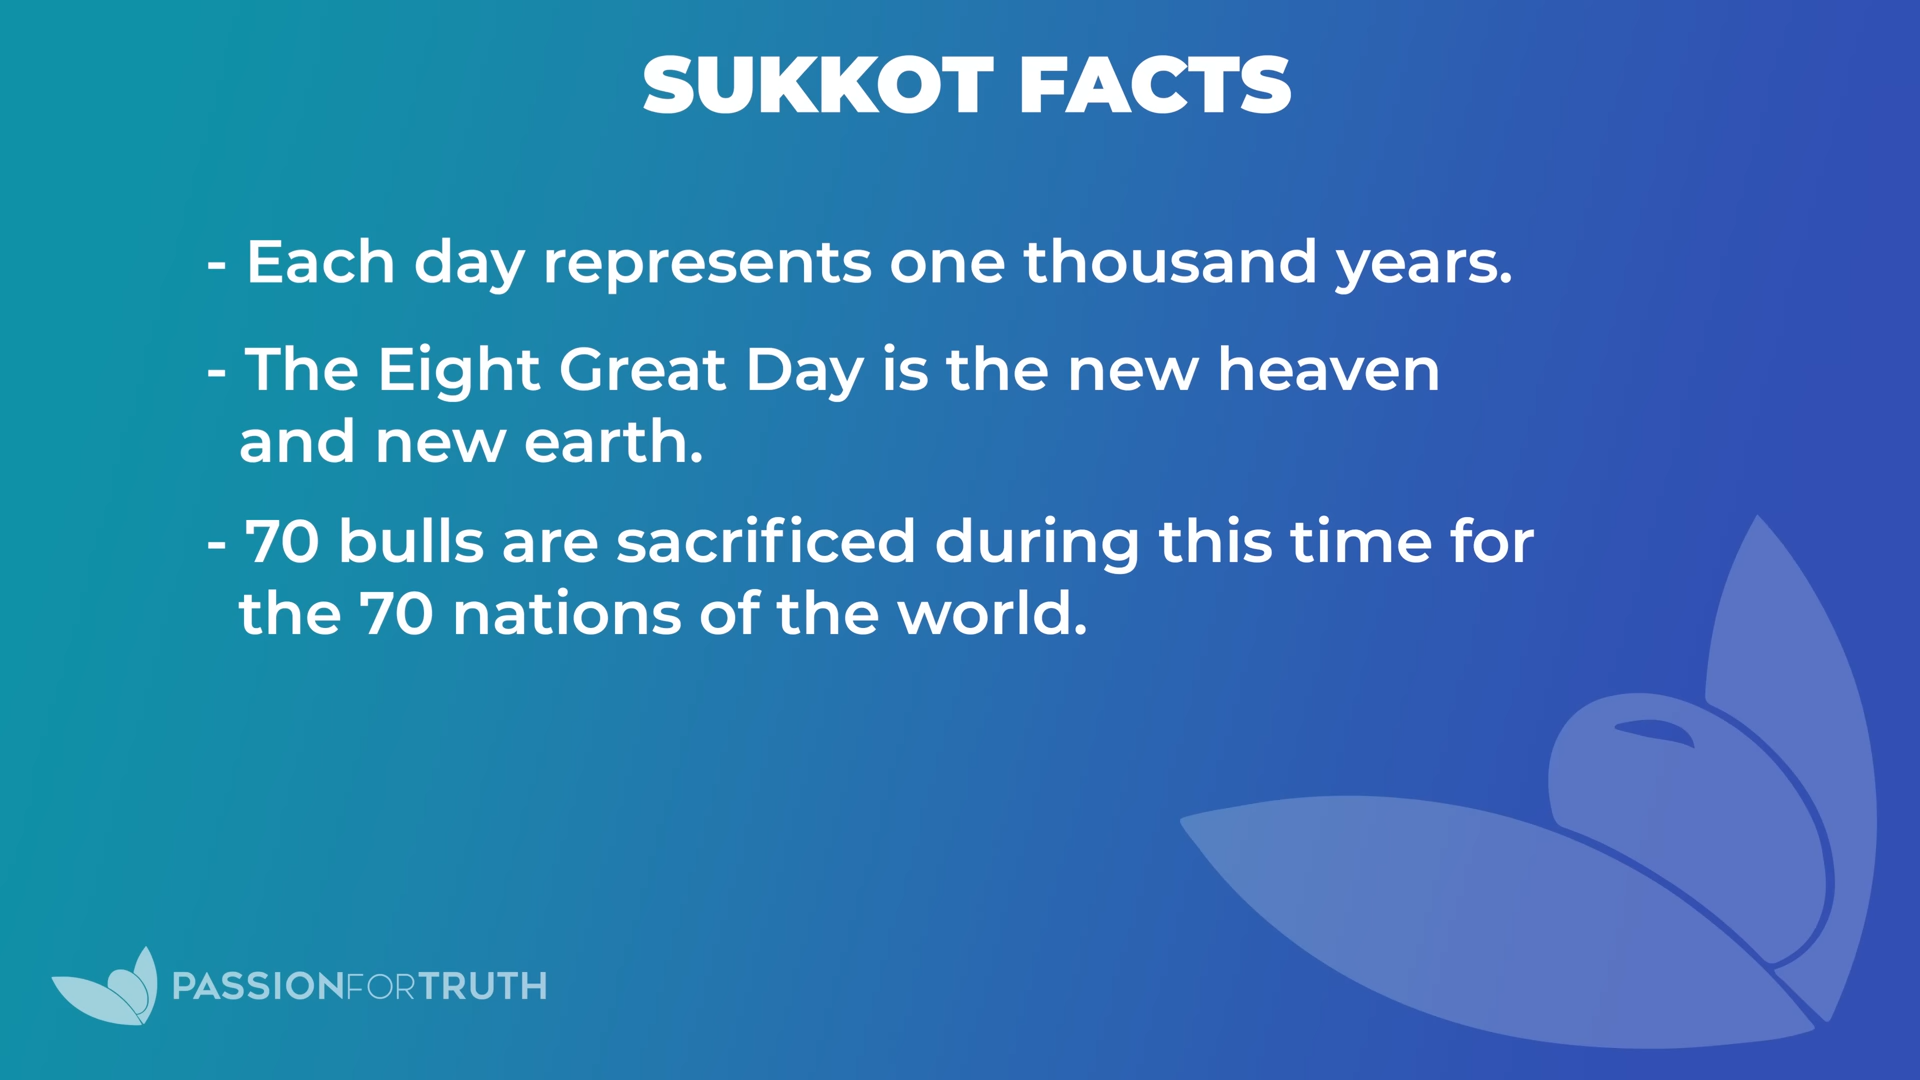 SUKKOT FACTS
- Each day represents one thousand years.
- The Eight Great Day is the new heaven
and new earth.
- 70 bulls are sacrificed during this time for
the 70 nations of the world.
PASSIONFORTRUTH